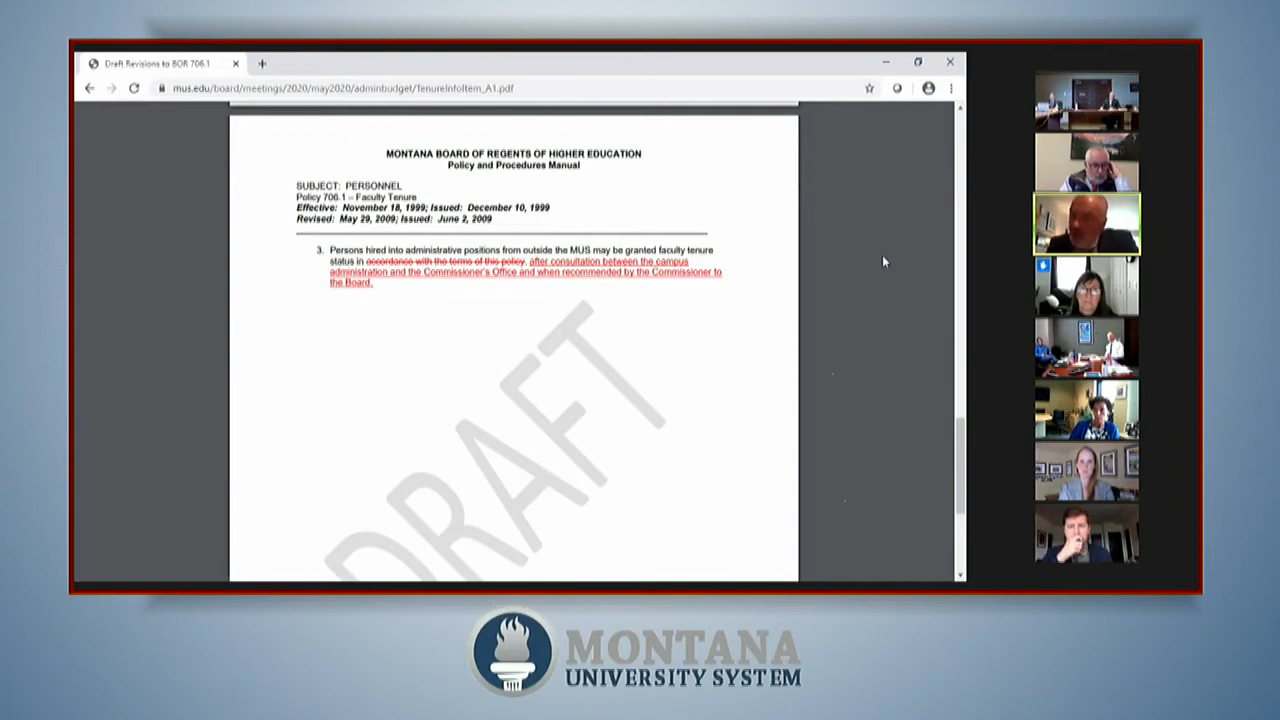 Draft Revisions to BOR 706.1
mus.edu/board/meetings/2020/may2020/adminbudget/TenureInfoItem_A1.pdf
MONTANA BOARD OF REGENTS OF HIGHER EDUCATION
Policy and Procedures Manual
SUBJECT: PERSONNEL
Policy 706.1 – Faculty Tenure
Effective: November 18, 1999; Issued: December 10, 1999
Revised: May 29, 2009; Issued: June 2, 2009
3. Persons hired into administrative positions from outside the MUS may be granted faculty tenure
status in accordance with the terms of this policy. after consultation between the campus
administration and the Commissioner's Office and when recommended by the Commissioner to
the Board.
DRAFT
MONTANA
UNIVERSITY SYSTEM